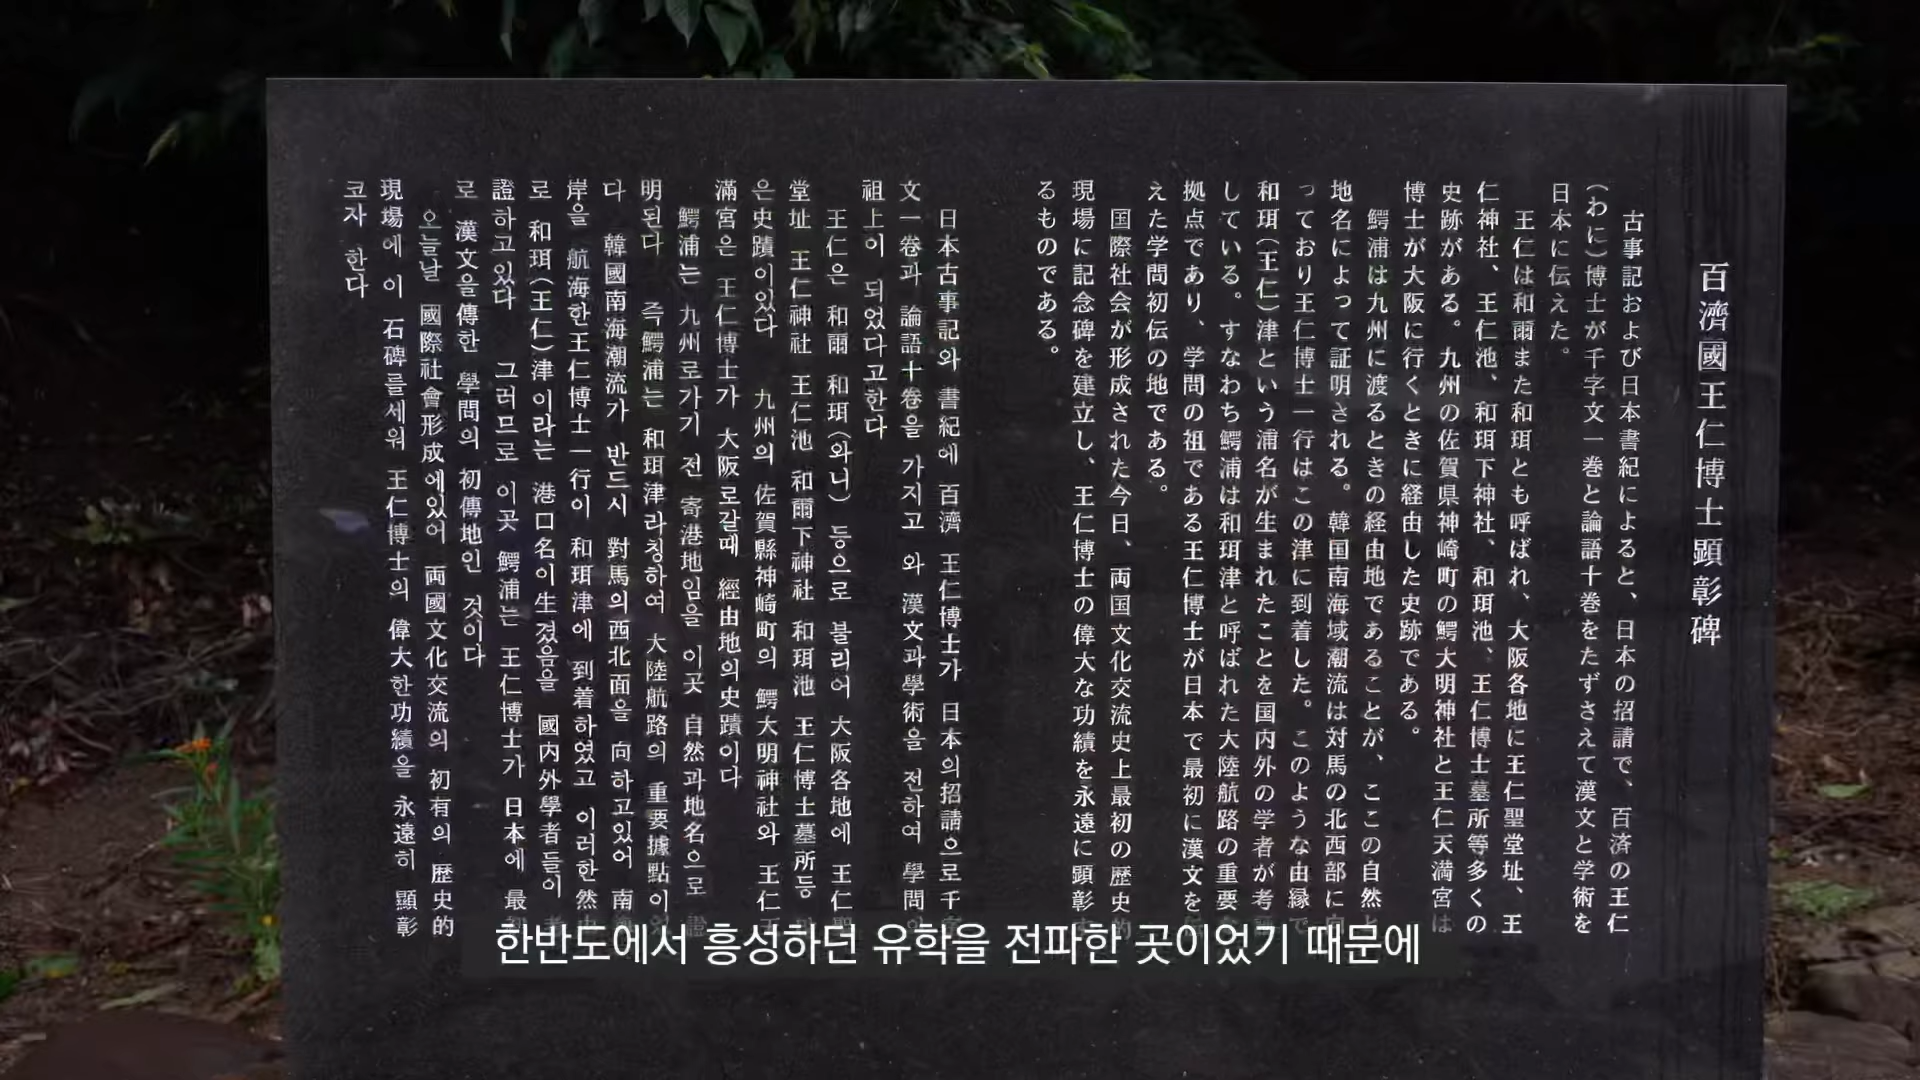 百濟國王仁博士顯彰碑
古事記および日本書紀によると、日本の招請で、百済の王仁
(わに)博士が千字文一巻と論語十巻をたずさえて漢文と学術を
日本に伝えた。
王仁は和爾また和珥とも呼ばれ、大阪各地に王仁聖堂址、王
仁神社、王仁池、和珥下神社、和珥池、王仁博士墓所等多くの
史跡がある。九州の佐賀県神崎町の鰐大明神社と王仁天満宮は
博士が大阪に行くときに経由した史跡である。
鰐浦は九州に渡るときの経由地であることが、ここの自然と
地名によって証明される。韓国南海域潮流は対馬の北西部に向
っており王仁博士一行はこの津に到着した。このような由縁で
和珥(王仁)津という浦名が生まれたことを国内外の学者が考証
している。すなわち鰐浦は和珥津と呼ばれた大陸航路の重要な
拠点であり、学問の祖である王仁博士が日本で最初に漢文を
えた学問初伝の地である。
国際社会が形成された今日、両国文化交流史上最初の歴史的
現場に記念碑を建立し、王仁博士の偉大な功績を永遠に顕彰す
るものである。
日本古事記와 書紀에 百濟 王仁博士가 日本의招請으로千字
文一卷과 論語十卷을 가지고 와 漢文과學術을 전하여 學問의
祖上이 되었다고한다
王仁은 和爾 和珥(와니) 등으로 불리어 大阪各地에 王仁聖
堂址 王仁神社 王仁池 和爾下神社 和珥池 王仁博士墓所등
은史蹟이있다 九州의 佐賀縣神崎町의 鰐大明神社와 王仁天
滿宮은 王仁博士가 大阪로갈때 經由地의史蹟이다
鰐浦는 九州로가기 전 寄港地임을 이곳 自然과地名으로 證
明된다 즉鰐浦는 和珥津라칭하여 大陸航路의 重要據點이었
다 韓國南海潮流가 반드시 對馬의西北面을 向하고있어 南海
岸을 航海한王仁博士一行이 和珥津에 到着하였고 이러한然由
로 和珥(王仁)津이라는 港口名이生겼음을 國內外學者들이 考
證하고있다 그러므로 이곳 鰐浦는 王仁博士가 日本에 最初
로 漢文을傳한 學問의 初傳地인 것이다
오늘날 國際社會形成에있어 両國文化交流의 初有의 歷史的
現場에 이 石碑를세워 王仁博士의 偉大한功績을 永遠히 顯彰
코자 한다
한반도에서 흥성하던 유학을 전파한 곳이었기 때문에